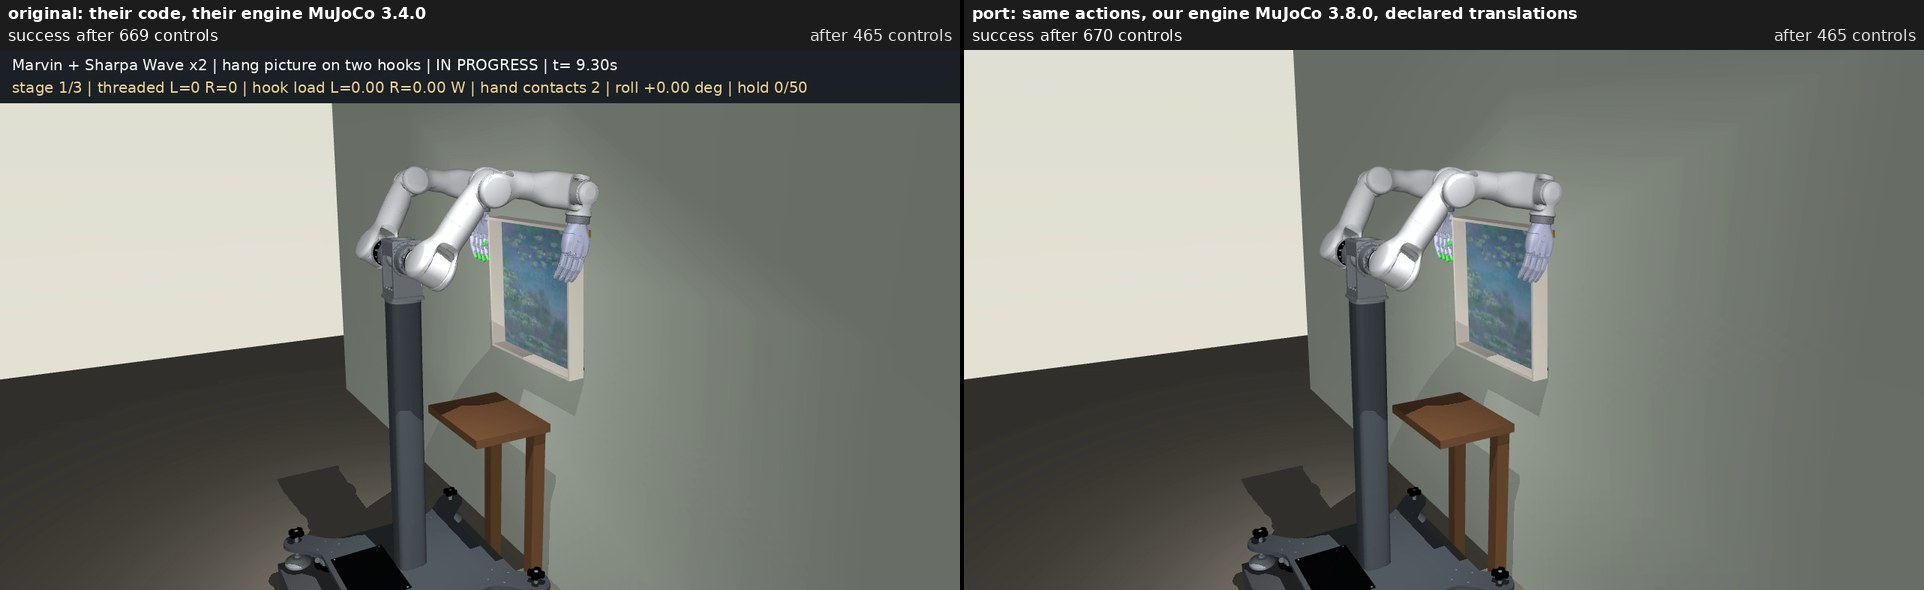 original: their code, their engine MuJoCo 3.4.0
success after 669 controls
after 465 controls
Marvin + Sharpa Wave x2 | hang picture on two hooks | IN PROGRESS | t= 9.30s
stage 1/3 | threaded L=0 R=0 | hook load L=0.00 R=0.00 W | hand contacts 2 | roll +0.00 deg | hold 0/50
port: same actions, our engine MuJoCo 3.8.0, declared translations
success after 670 controls
after 465 controls